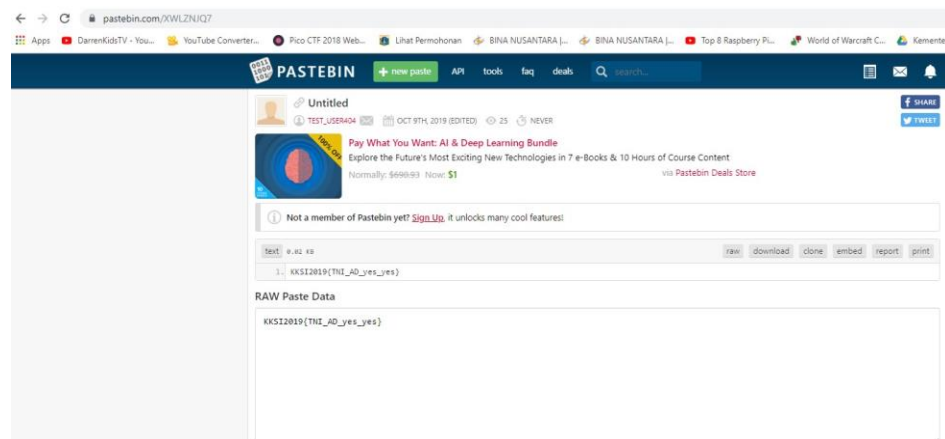 pastebin.com/XWLZNJQ7
Apps DarrenKidsTV - You... YouTube Converter... Pico CTF 2018 Web... Lihat Permohonan BINA NUSANTARA |... BINA NUSANTARA |... Top 8 Raspberry Pi... World of Warcraft C... Kemente
PASTEBIN + new paste API tools faq deals search...
Untitled
TEST_USER404 OCT 9TH, 2019 (EDITED) 25 NEVER
SHARE
TWEET
100% OFF
Pay What You Want: AI & Deep Learning Bundle
Explore the Future's Most Exciting New Technologies in 7 e-Books & 10 Hours of Course Content
Normally: $690.93 Now: $1 via Pastebin Deals Store
Not a member of Pastebin yet? Sign Up, it unlocks many cool features!
text 0.02 KB raw download clone embed report print
1. KKSI2019{TNI_AD_yes_yes}
RAW Paste Data
KKSI2019{TNI_AD_yes_yes}